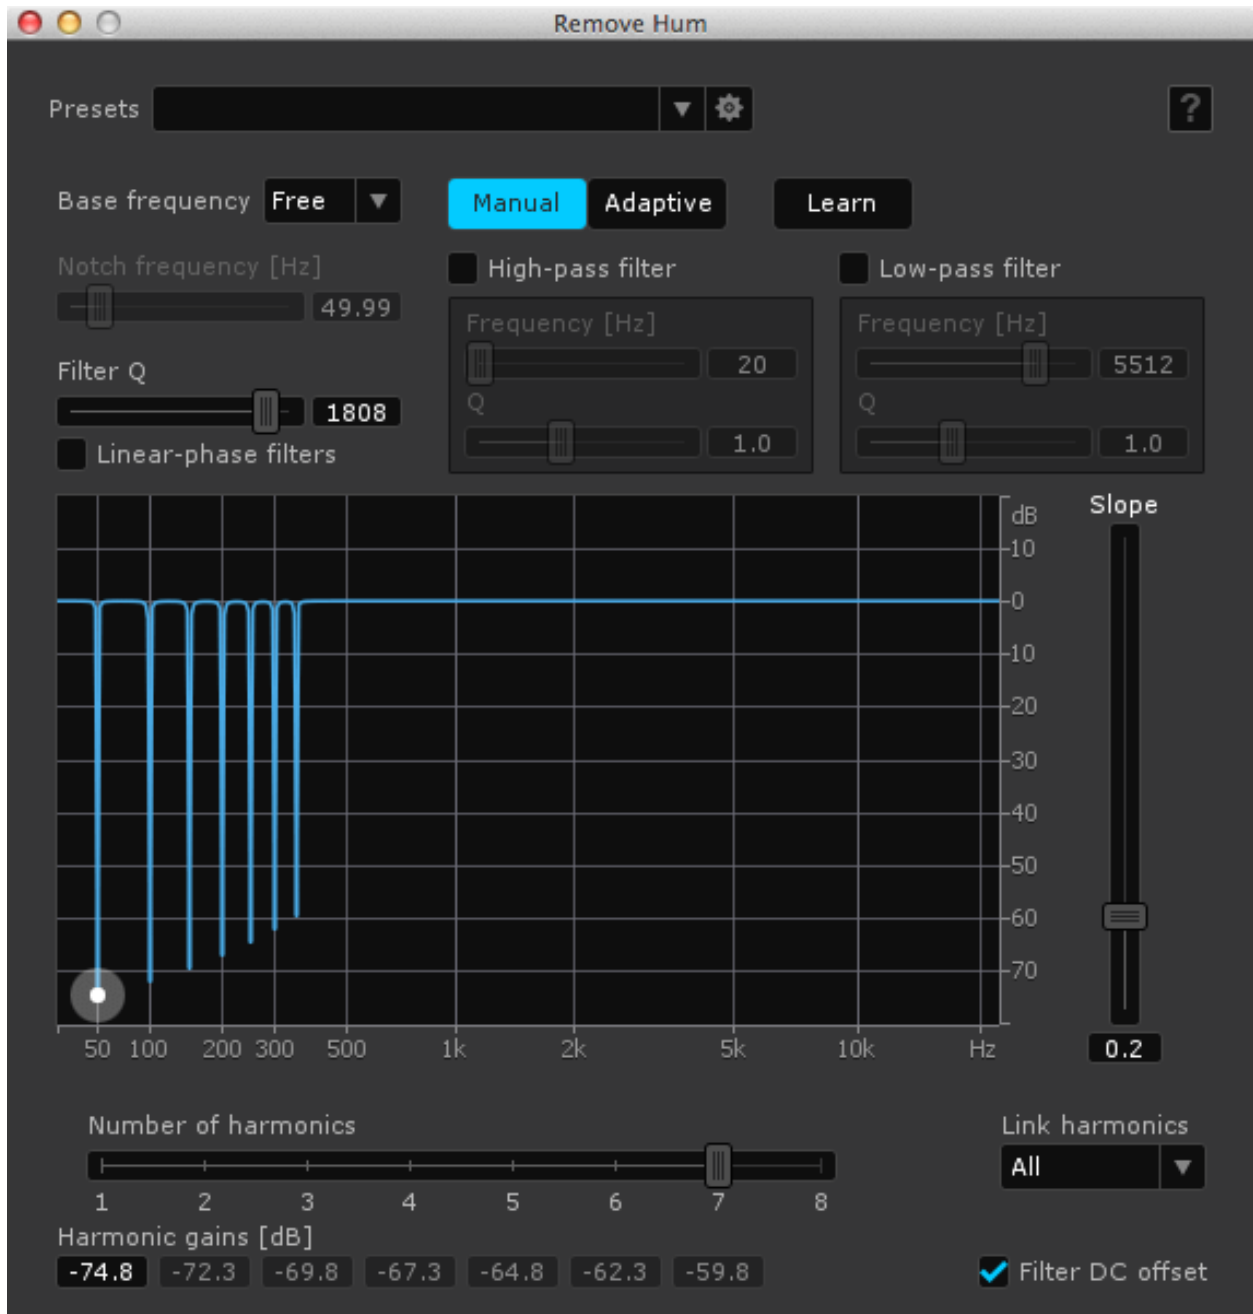 Remove Hum
Presets
?
Base frequency Free Manual Adaptive Learn
Notch frequency [Hz] High-pass filter Low-pass filter
49.99
Frequency [Hz] Frequency [Hz]
20 5512
Filter Q
1808
Q Q
1.0 1.0
Linear-phase filters
dB Slope
10
0
10
20
30
40
50
60
70
50 100 200 300 500 1k 2k 5k 10k Hz 0.2
Number of harmonics Link harmonics
All
1 2 3 4 5 6 7 8
Harmonic gains [dB]
-74.8 -72.3 -69.8 -67.3 -64.8 -62.3 -59.8 Filter DC offset